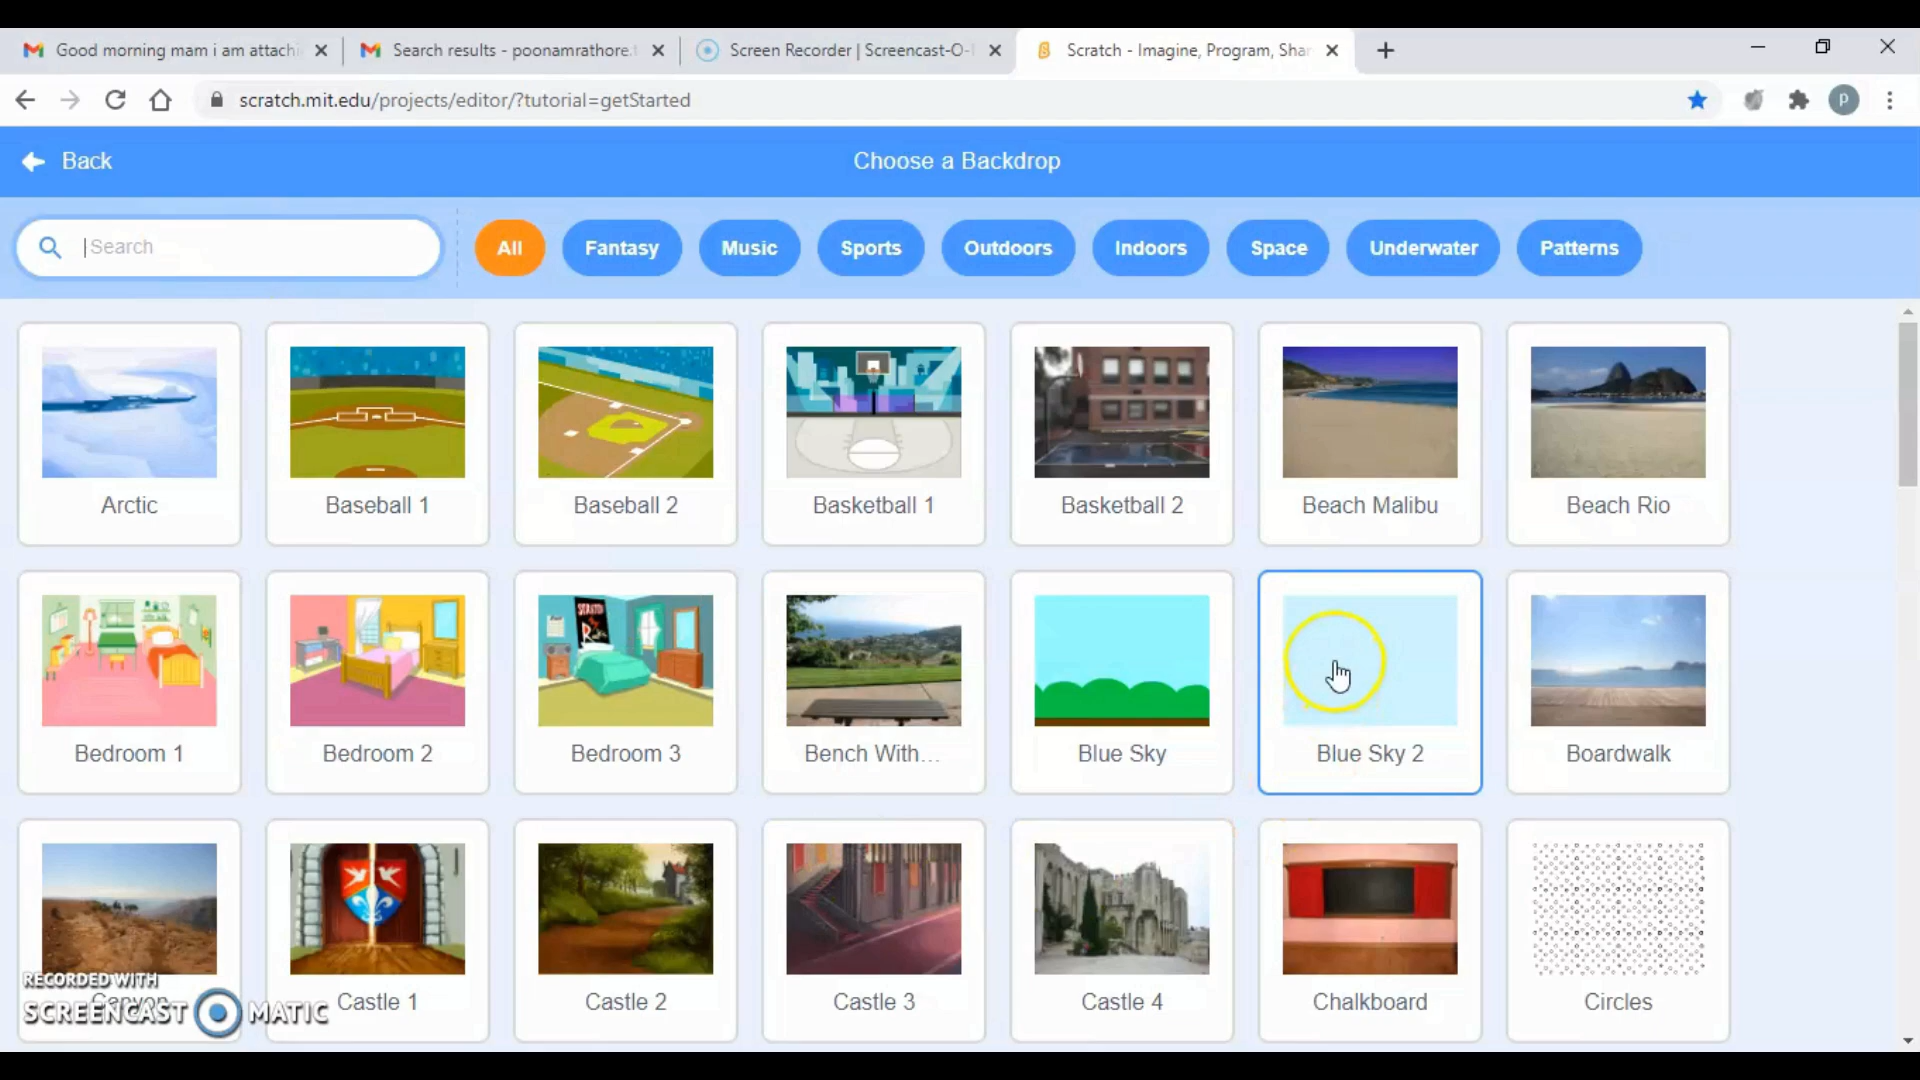 Good morning mam i am attachi
Search results - poonamrathore.
Screen Recorder | Screencast-O-
Scratch - Imagine, Program, Shar
scratch.mit.edu/projects/editor/?tutorial=getStarted
P
Back
Choose a Backdrop
Search
All
Fantasy
Music
Sports
Outdoors
Indoors
Space
Underwater
Patterns
Arctic
Baseball 1
Baseball 2
Basketball 1
Basketball 2
Beach Malibu
Beach Rio
SCRATCH
Bedroom 1
Bedroom 2
Bedroom 3
Bench With...
Blue Sky
Blue Sky 2
Boardwalk
Canyon
Castle 1
Castle 2
Castle 3
Castle 4
Chalkboard
Circles
RECORDED WITH
SCREENCAST MATIC